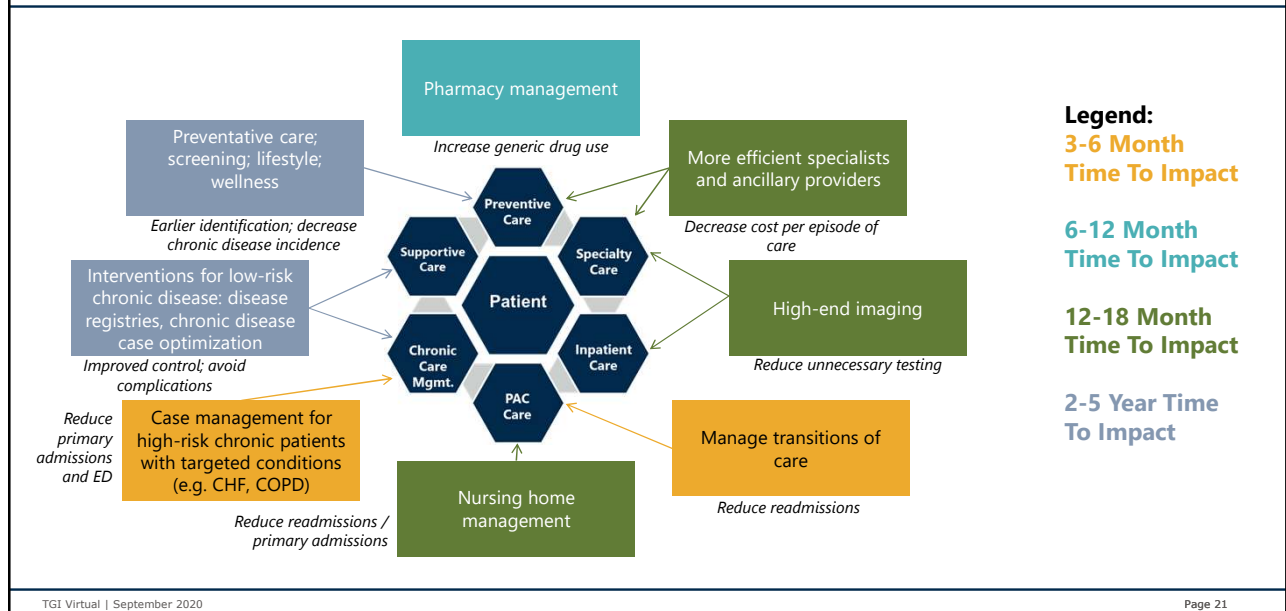 Pharmacy management
Increase generic drug use
Preventative care;
screening; lifestyle;
wellness
Earlier identification; decrease
chronic disease incidence
More efficient specialists
and ancillary providers
Decrease cost per episode of
care
Interventions for low-risk
chronic disease: disease
registries, chronic disease
case optimization
Improved control; avoid
complications
High-end imaging
Reduce unnecessary testing
Preventive
Care
Supportive
Care
Specialty
Care
Patient
Chronic
Care
Mgmt.
Inpatient
Care
PAC
Care
Reduce
primary
admissions
and ED
Case management for
high-risk chronic patients
with targeted conditions
(e.g. CHF, COPD)
Manage transitions of
care
Reduce readmissions
Nursing home
management
Reduce readmissions /
primary admissions
Legend:
3-6 Month
Time To Impact
6-12 Month
Time To Impact
12-18 Month
Time To Impact
2-5 Year Time
To Impact
TGI Virtual | September 2020
Page 21